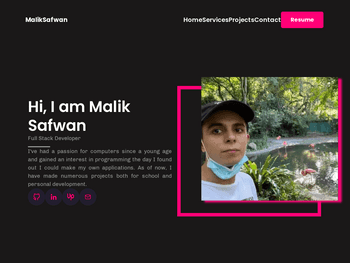 MalikSafwan
HomeServicesProjectsContact
Resume
Hi, I am Malik
Safwan
Full Stack Developer
I've had a passion for computers since a young age
and gained an interest in programming the day I found
out I could make my own applications. As of now, I
have made numerous projects both for school and
personal development.
in
Up